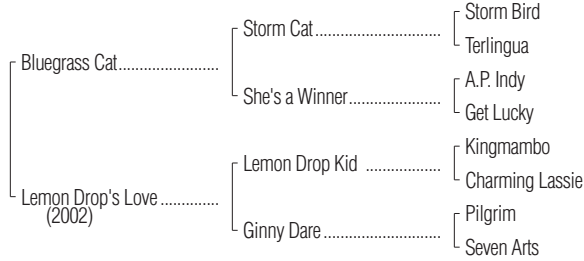 Storm Bird
Storm Cat
Terlingua
Bluegrass Cat
A.P. Indy
She's a Winner
Get Lucky
Kingmambo
Lemon Drop Kid
Charming Lassie
Lemon Drop's Love
(2002)
Pilgrim
Ginny Dare
Seven Arts